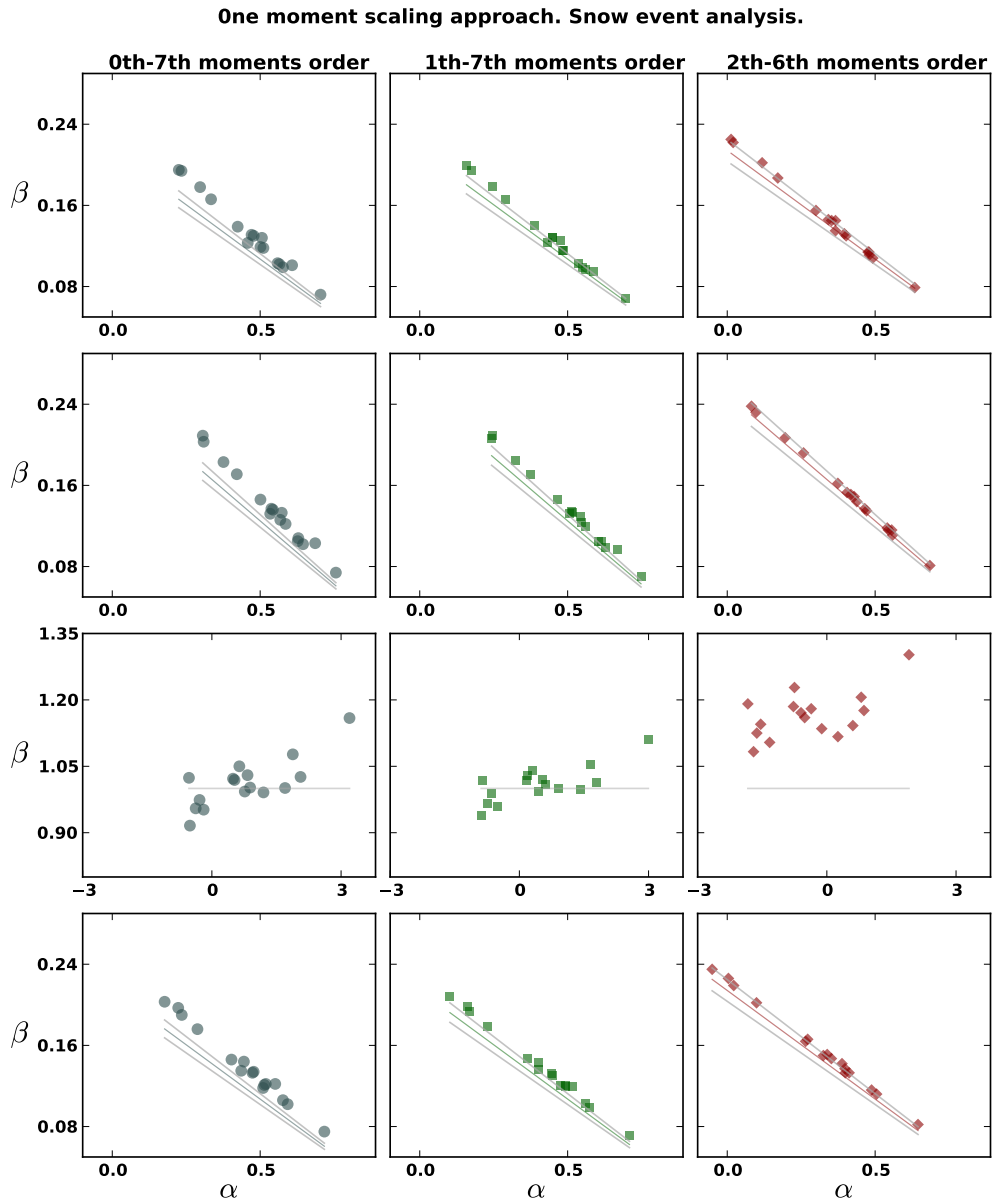 0ne moment scaling approach. Snow event analysis.
0th-7th moments order 1th-7th moments order 2th-6th moments order
0.24
β 0.16
0.08
0.0 0.5 0.0 0.5 0.0 0.5
0.24
β 0.16
0.08
0.0 0.5 0.0 0.5 0.0 0.5
1.35
1.20
β 1.05
0.90
−3 0 3 −3 0 3 −3 0 3
0.24
β 0.16
0.08
0.0 0.5 0.0 0.5 0.0 0.5
α α α